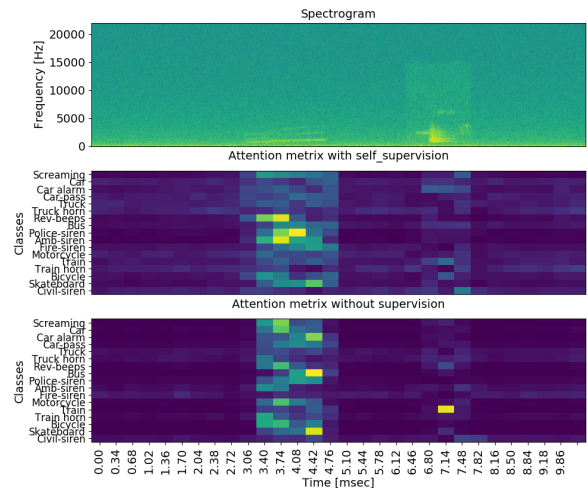 Spectrogram
Frequency [Hz]
20000
15000
10000
5000
0
Attention metrix with self_supervision
Classes
Screaming
Car
Car alarm
Car-pass
Truck
Truck horn
Rev-beeps
Bus
Police-siren
Amb-siren
Fire-siren
Motorcycle
Train
Train horn
Bicycle
Skateboard
Civil-siren
Attention metrix without supervision
Classes
Screaming
Car
Car alarm
Car-pass
Truck
Truck horn
Rev-beeps
Bus
Police-siren
Amb-siren
Fire-siren
Motorcycle
Train
Train horn
Bicycle
Skateboard
Civil-siren
0.00 0.34 0.68 1.02 1.36 1.70 2.04 2.38 2.72 3.06 3.40 3.74 4.08 4.42 4.76 5.10 5.44 5.78 6.12 6.46 6.80 7.14 7.48 7.82 8.16 8.50 8.84 9.18 9.52 9.86
Time [msec]